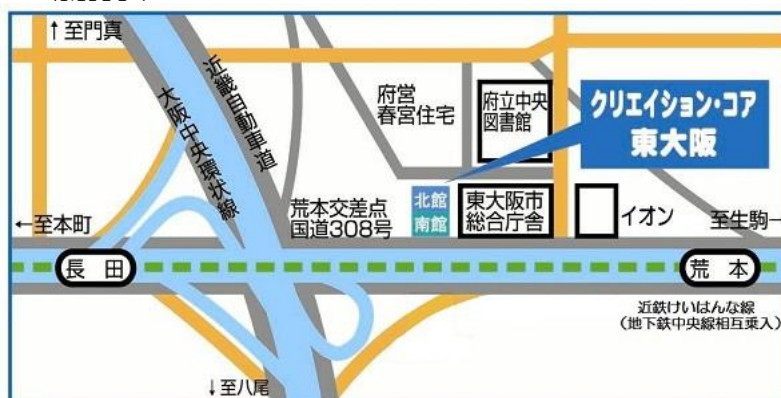 ↑至門真
近畿自動車道
大阪中央環状線
府営
春宮住宅
府立中央
図書館
クリエイション・コア
東大阪
荒本交差点
国道308号
北館
南館
東大阪市
総合庁舎
イオン
至生駒→
←至本町
長田
荒本
近鉄けいはんな線
(地下鉄中央線相互乗入)
↓至八尾